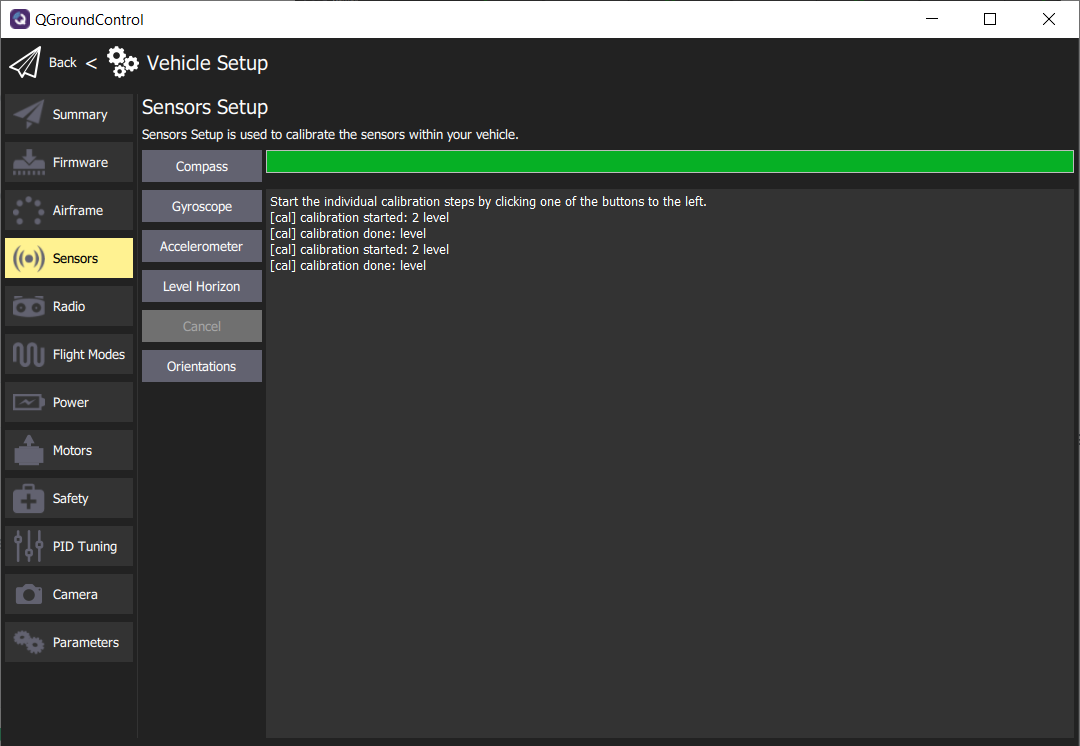 QGroundControl
Back < Vehicle Setup
Summary
Firmware
Airframe
Sensors
Radio
Flight Modes
Power
Motors
Safety
PID Tuning
Camera
Parameters
Sensors Setup
Sensors Setup is used to calibrate the sensors within your vehicle.
Compass
Gyroscope
Accelerometer
Level Horizon
Cancel
Orientations
Start the individual calibration steps by clicking one of the buttons to the left.
[cal] calibration started: 2 level
[cal] calibration done: level
[cal] calibration started: 2 level
[cal] calibration done: level